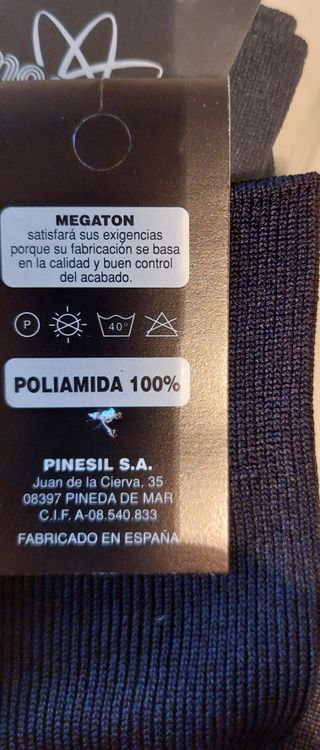 MEGATON
satisfará sus exigencias
porque su fabricación se basa
en la calidad y buen control
del acabado.
P
40°
POLIAMIDA 100%
PINESIL S.A.
Juan de la Cierva, 35
08397 PINEDA DE MAR
C.I.F. A-08.540.833
FABRICADO EN ESPAÑA